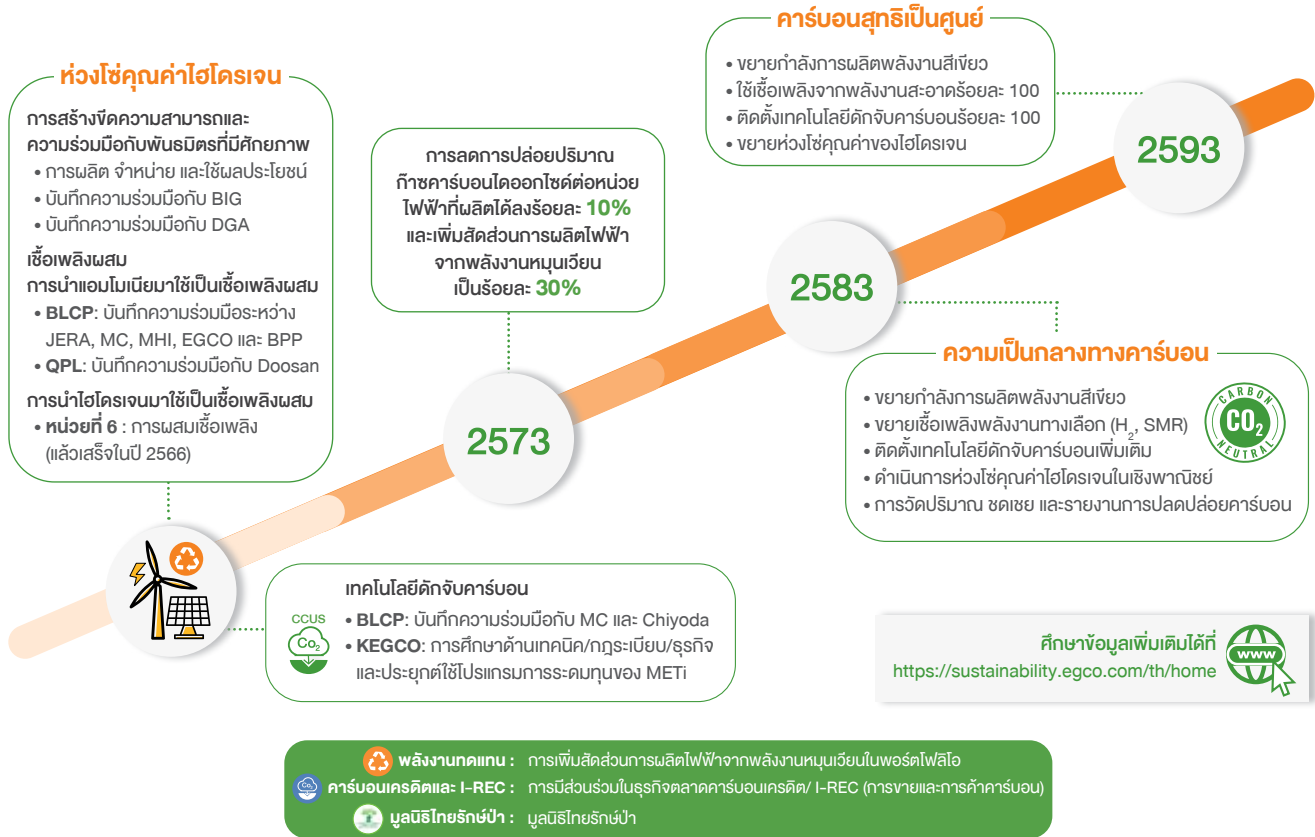 ห่วงโซ่คุณค่าไฮโดรเจน
การสร้างขีดความสามารถและ
ความร่วมมือกับพันธมิตรที่มีศักยภาพ
• การผลิต จำหน่าย และใช้ผลประโยชน์
• บันทึกความร่วมมือกับ BIG
• บันทึกความร่วมมือกับ DGA
เชื้อเพลิงผสม
การนำแอมโมเนียมาใช้เป็นเชื้อเพลิงผสม
• BLCP: บันทึกความร่วมมือระหว่าง
JERA, MC, MHI, EGCO และ BPP
• QPL: บันทึกความร่วมมือกับ Doosan
การนำไฮโดรเจนมาใช้เป็นเชื้อเพลิงผสม
• หน่วยที่ 6 : การผสมเชื้อเพลิง
(แล้วเสร็จในปี 2566)
เทคโนโลยีดักจับคาร์บอน
CCUS
Co₂
• BLCP: บันทึกความร่วมมือกับ MC และ Chiyoda
• KEGCO: การศึกษาด้านเทคนิค/กฎระเบียบ/ธุรกิจ
และประยุกต์ใช้โปรแกรมการระดมทุนของ METi
การลดการปล่อยปริมาณ
ก๊าซคาร์บอนไดออกไซด์ต่อหน่วย
ไฟฟ้าที่ผลิตได้ลงร้อยละ 10%
และเพิ่มสัดส่วนการผลิตไฟฟ้า
จากพลังงานหมุนเวียน
เป็นร้อยละ 30%
2573
2583
ความเป็นกลางทางคาร์บอน
• ขยายกำลังการผลิตพลังงานสีเขียว
• ขยายเชื้อเพลิงพลังงานทางเลือก (H₂, SMR)
• ติดตั้งเทคโนโลยีดักจับคาร์บอนเพิ่มเติม
• ดำเนินการห่วงโซ่คุณค่าไฮโดรเจนในเชิงพาณิชย์
• การวัดปริมาณ ชดเชย และรายงานการปลดปล่อยคาร์บอน
CARBON
CO₂
NEUTRAL
คาร์บอนสุทธิเป็นศูนย์
• ขยายกำลังการผลิตพลังงานสีเขียว
• ใช้เชื้อเพลิงจากพลังงานสะอาดร้อยละ 100
• ติดตั้งเทคโนโลยีดักจับคาร์บอนร้อยละ 100
• ขยายห่วงโซ่คุณค่าของไฮโดรเจน
2593
ศึกษาข้อมูลเพิ่มเติมได้ที่
https://sustainability.egco.com/th/home
www
พลังงานทดแทน : การเพิ่มสัดส่วนการผลิตไฟฟ้าจากพลังงานหมุนเวียนในพอร์ตโฟลิโอ
Co₂
คาร์บอนเครดิตและ I-REC : การมีส่วนร่วมในธุรกิจตลาดคาร์บอนเครดิต/ I-REC (การขายและการค้าคาร์บอน)
มูลนิธิไทยรักษ์ป่า : มูลนิธิไทยรักษ์ป่า